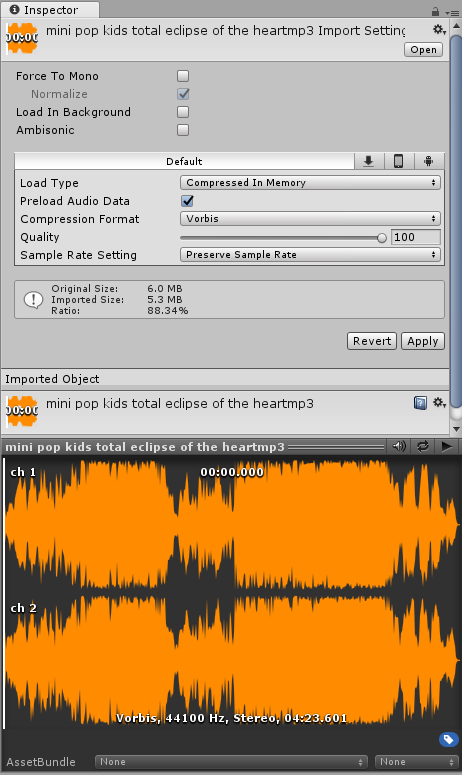 Inspector
00:00
mini pop kids total eclipse of the heartmp3 Import Setting
Open
Force To Mono
Normalize
Load In Background
Ambisonic
Default
Load Type
Compressed In Memory
Preload Audio Data
Compression Format
Vorbis
Quality
100
Sample Rate Setting
Preserve Sample Rate
Original Size: 6.0 MB
Imported Size: 5.3 MB
Ratio: 88.34%
Revert
Apply
Imported Object
00:00
mini pop kids total eclipse of the heartmp3
mini pop kids total eclipse of the heartmp3
ch 1
00:00.000
ch 2
Vorbis, 44100 Hz, Stereo, 04:23.601
AssetBundle
None
None